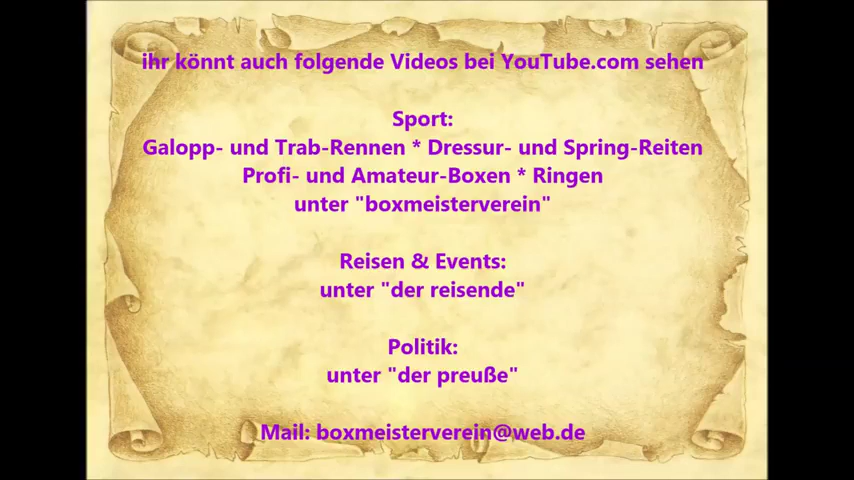 ihr könnt auch folgende Videos bei YouTube.com sehen
Sport:
Galopp- und Trab-Rennen * Dressur- und Spring-Reiten
Profi- und Amateur-Boxen * Ringen
unter "boxmeisterverein"
Reisen & Events:
unter "der reisende"
Politik:
unter "der preuße"
Mail: boxmeisterverein@web.de